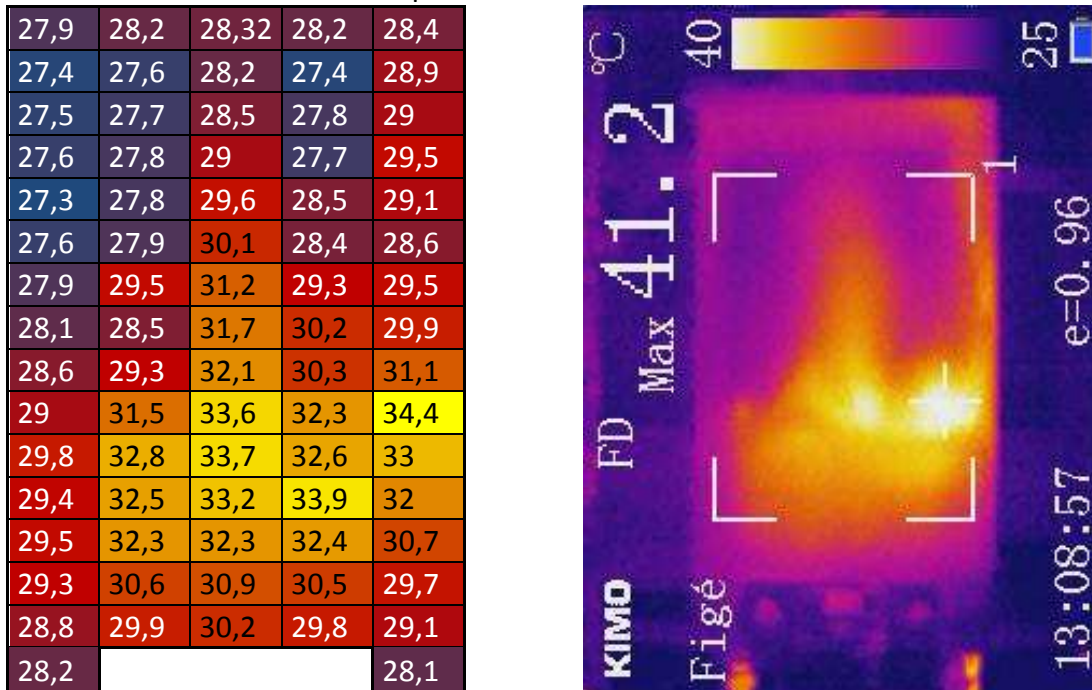 27,9 28,2 28,32 28,2 28,4
27,4 27,6 28,2 27,4 28,9
27,5 27,7 28,5 27,8 29
27,6 27,8 29 27,7 29,5
27,3 27,8 29,6 28,5 29,1
27,6 27,9 30,1 28,4 28,6
27,9 29,5 31,2 29,3 29,5
28,1 28,5 31,7 30,2 29,9
28,6 29,3 32,1 30,3 31,1
29 31,5 33,6 32,3 34,4
29,8 32,8 33,7 32,6 33
29,4 32,5 33,2 33,9 32
29,5 32,3 32,3 32,4 30,7
29,3 30,6 30,9 30,5 29,7
28,8 29,9 30,2 29,8 29,1
28,2 28,1
KIMO FD °C
Figé Max 41.2
40 25
1
13:08:57 e=0.96